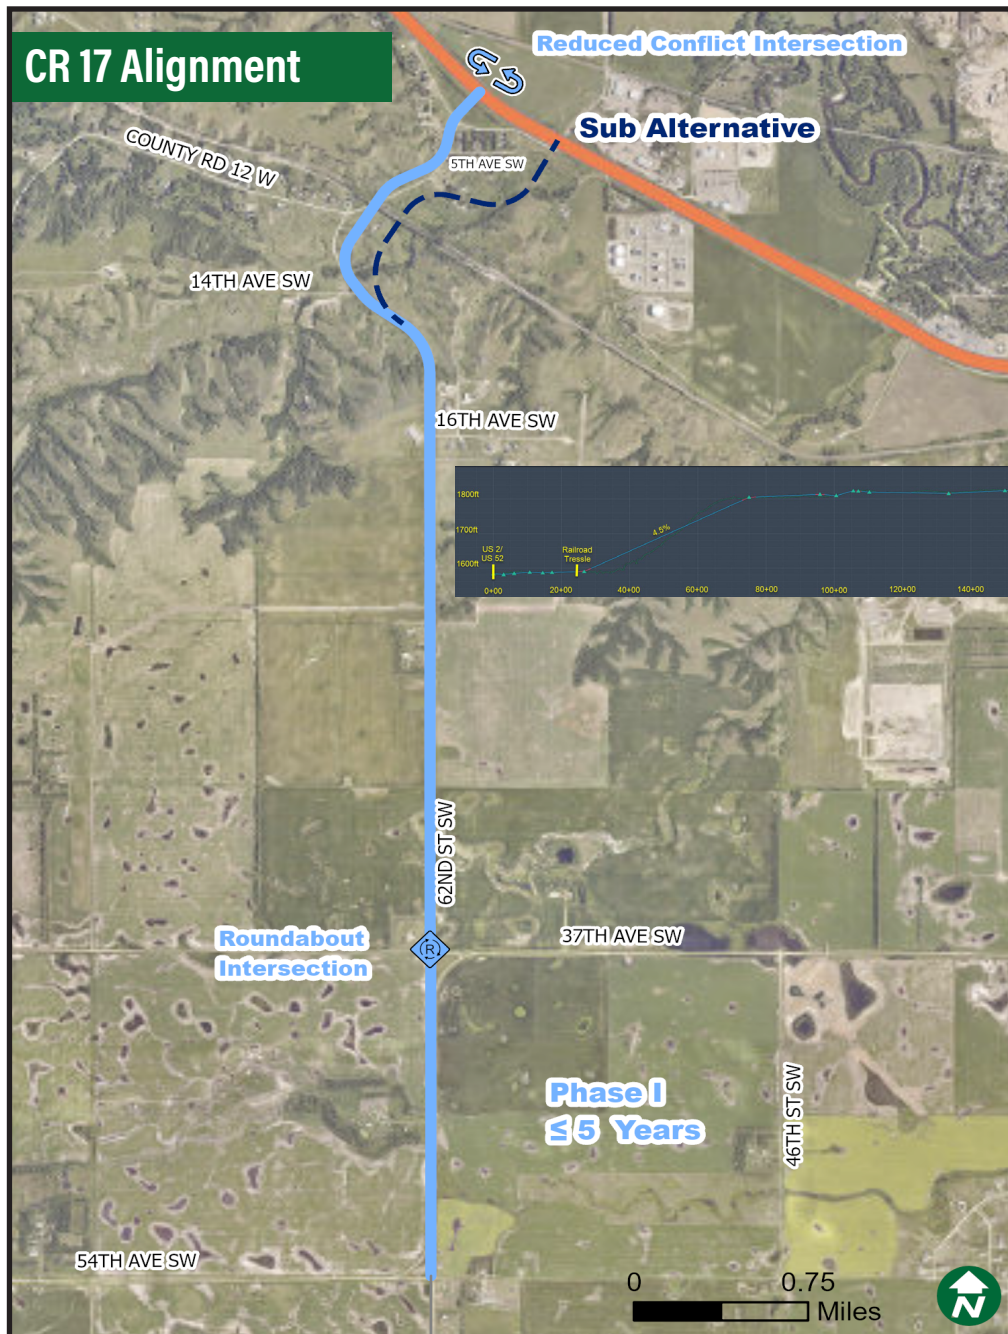 CR 17 Alignment
Reduced Conflict Intersection
Sub Alternative
COUNTY RD 12 W
5TH AVE SW
14TH AVE SW
16TH AVE SW
1800ft
1700ft
4.5%
1600ft
US 2/
US 52
Railroad
Tressle
0+00 20+00 40+00 60+00 80+00 100+00 120+00 140+00
62ND ST SW
Roundabout
Intersection
R
37TH AVE SW
Phase I
≤ 5 Years
46TH ST SW
54TH AVE SW
0 0.75
Miles
N